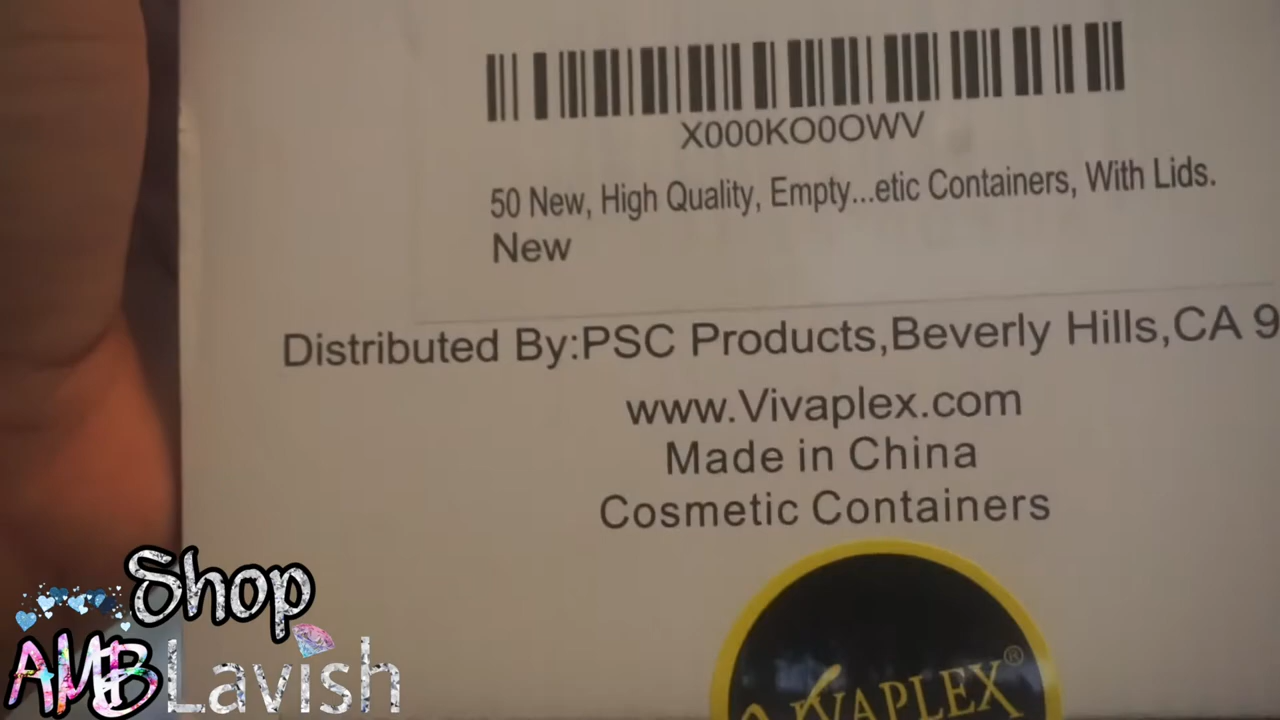 X000KO0OWV
50 New, High Quality, Empty...etic Containers, With Lids.
New
Distributed By:PSC Products,Beverly Hills,CA 9
www.Vivaplex.com
Made in China
Cosmetic Containers
VIVAPLEX®
Shop
AMB Lavish